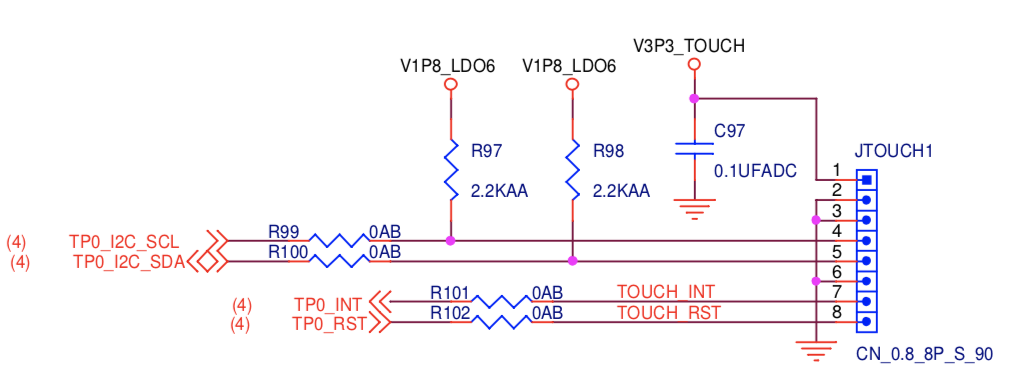 V3P3_TOUCH
V1P8_LDO6 V1P8_LDO6
C97
R97 R98 JTOUCH1
0.1UFADC 1
2.2KAA 2.2KAA 2
3
R99 0AB 4
(4) TP0_I2C_SCL
R100 0AB 5
(4) TP0_I2C_SDA
6
R101 0AB TOUCH_INT 7
(4) TP0_INT
R102 0AB TOUCH_RST 8
(4) TP0_RST
CN_0.8_8P_S_90